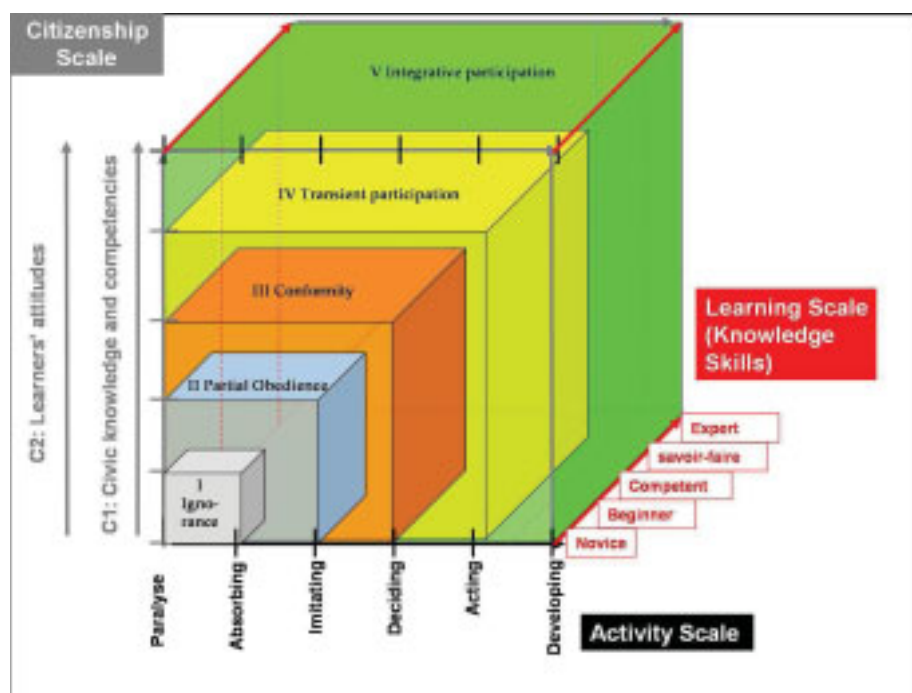 Citizenship
Scale
V Integrative participation
IV Transient participation
III Conformity
II Partial Obedience
I
Igno-
rance
C2: Learners' attitudes
C1: Civic knowledge and competencies
Learning Scale
(Knowledge
Skills)
Expert
savoir-faire
Competent
Beginner
Novice
Paralyse
Absorbing
Imitating
Deciding
Acting
Developing
Activity Scale